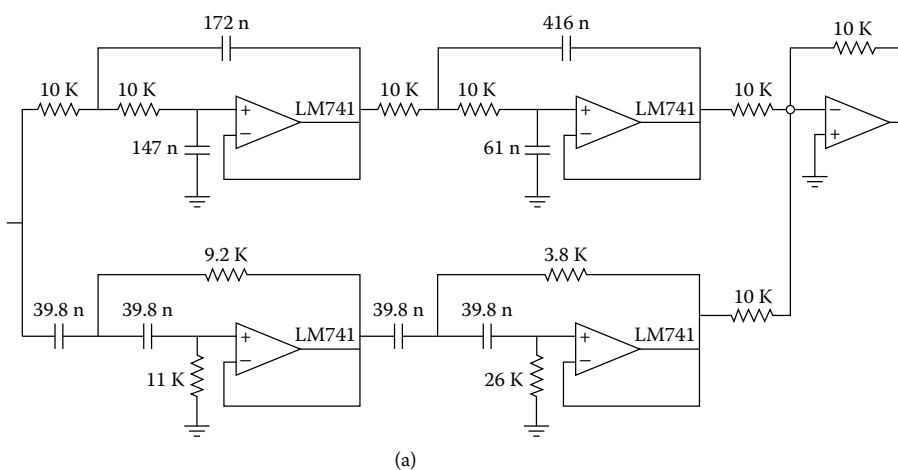 172 n
416 n
10 K
10 K
10 K
LM741
10 K
10 K
LM741
10 K
+
−
+
−
−
+
147 n
61 n
9.2 K
3.8 K
39.8 n
39.8 n
LM741
39.8 n
39.8 n
LM741
10 K
+
−
+
−
11 K
26 K
(a)